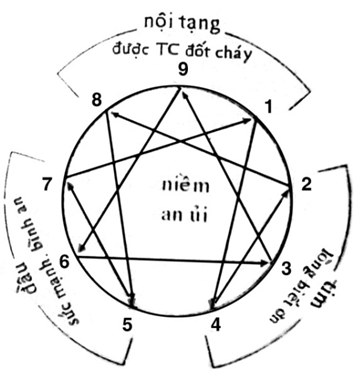 nội tạng
được TC đốt cháy
9
8
1
7
2
niềm
an ủi
6
3
5
4
đầu
sức mạnh, bình an
tim
lòng biết ơn